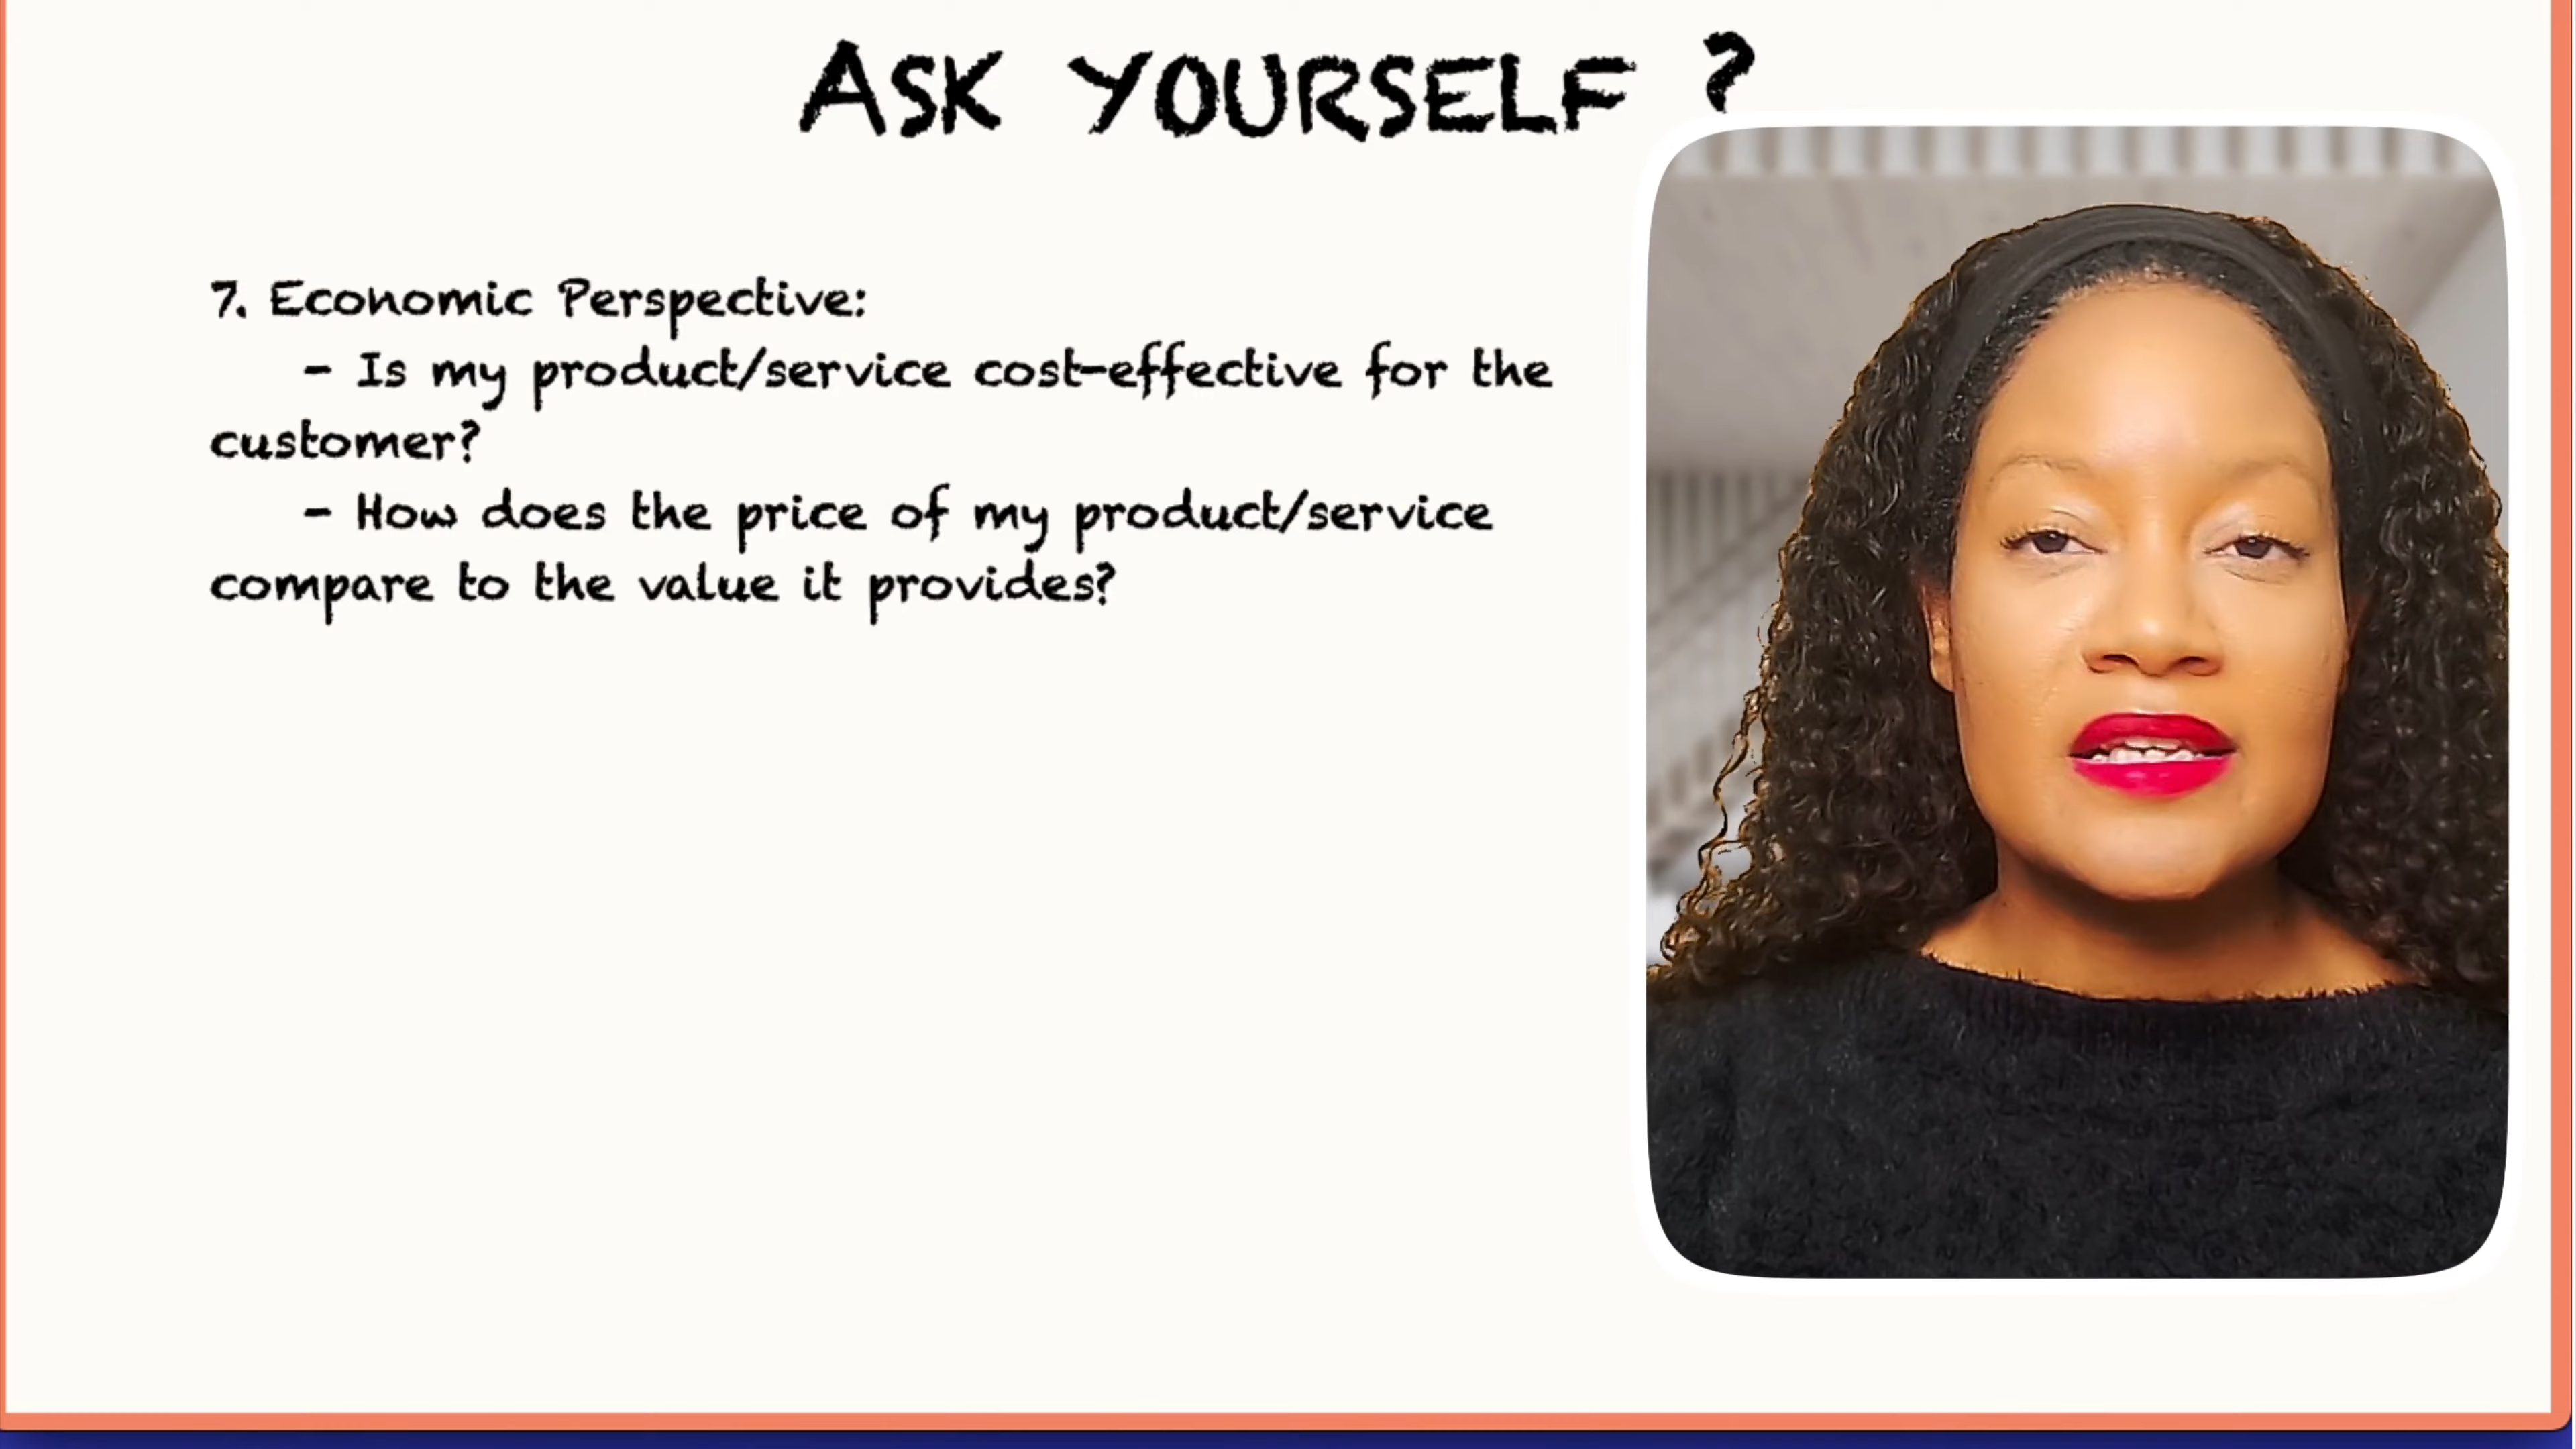 ASK YOURSELF ?
7. Economic Perspective:
- Is my product/service cost-effective for the
customer?
- How does the price of my product/service
compare to the value it provides?